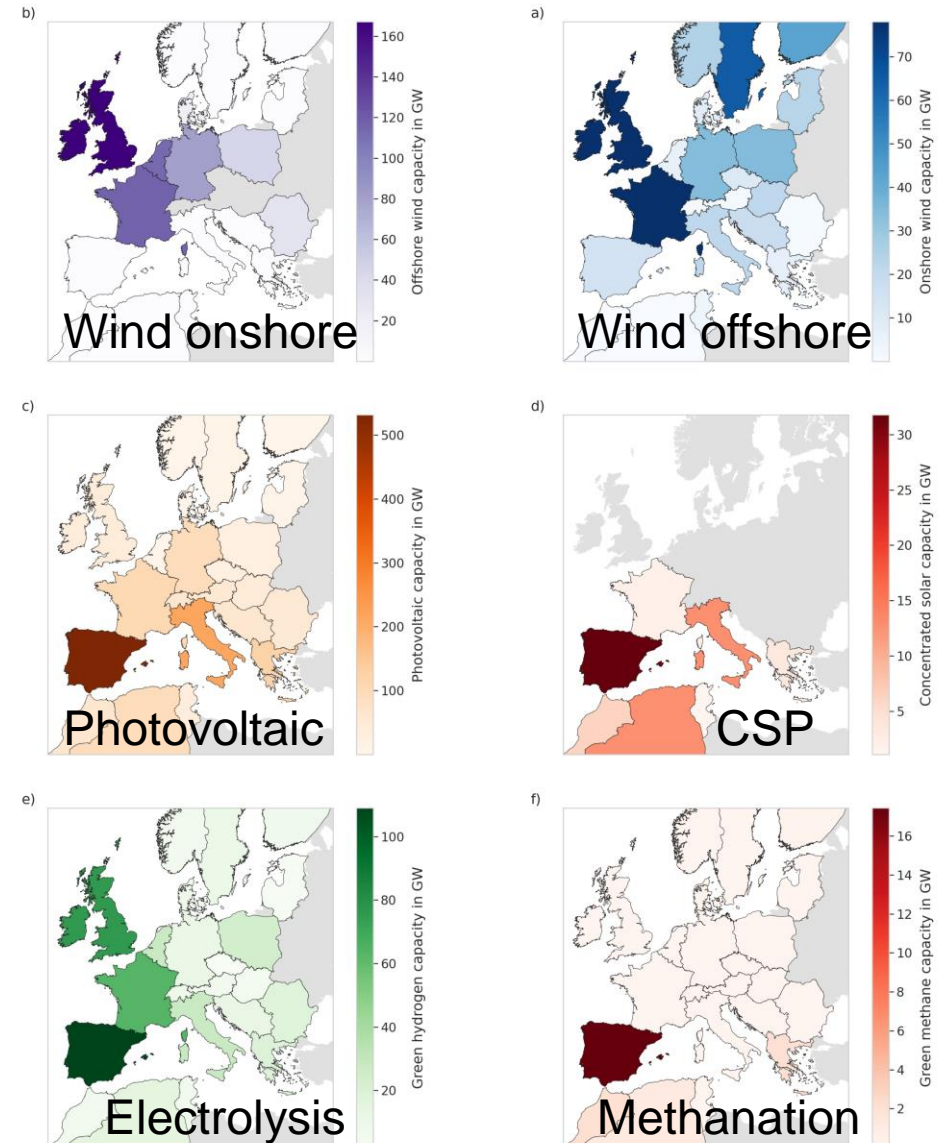 b)
160
140
120
100
80
60
40
20
Offshore wind capacity in GW
Wind onshore
a)
70
60
50
40
30
20
10
Onshore wind capacity in GW
Wind offshore
c)
500
400
300
200
100
Photovoltaic capacity in GW
Photovoltaic
d)
30
25
20
15
10
5
Concentrated solar capacity in GW
CSP
e)
100
80
60
40
20
Green hydrogen capacity in GW
Electrolysis
f)
16
14
12
10
8
6
4
2
Green methane capacity in GW
Methanation